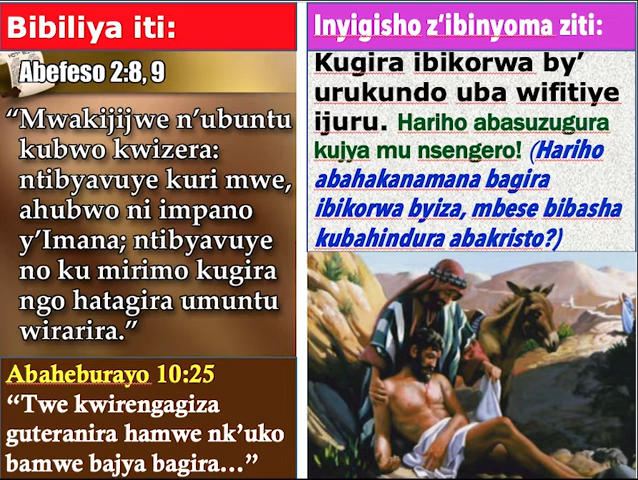 Bibiliya iti:
Abefeso 2:8, 9
“Mwakijijwe n’ubuntu
kubwo kwizera:
ntibyavuye kuri mwe,
ahubwo ni impano
y’Imana; ntibyavuye
no ku mirimo kugira
ngo hatagira umuntu
wirarira.”
Abaheburayo 10:25
“Twe kwirengagiza
guteranira hamwe nk’uko
bamwe bajya bagira…”
Inyigisho z’ibinyoma ziti:
Kugira ibikorwa by’
urukundo uba wifitiye
ijuru. Hariho abasuzugura
kujya mu nsengero! (Hariho
abahakanamana bagira
ibikorwa byiza, mbese bibasha
kubahindura abakristo?)